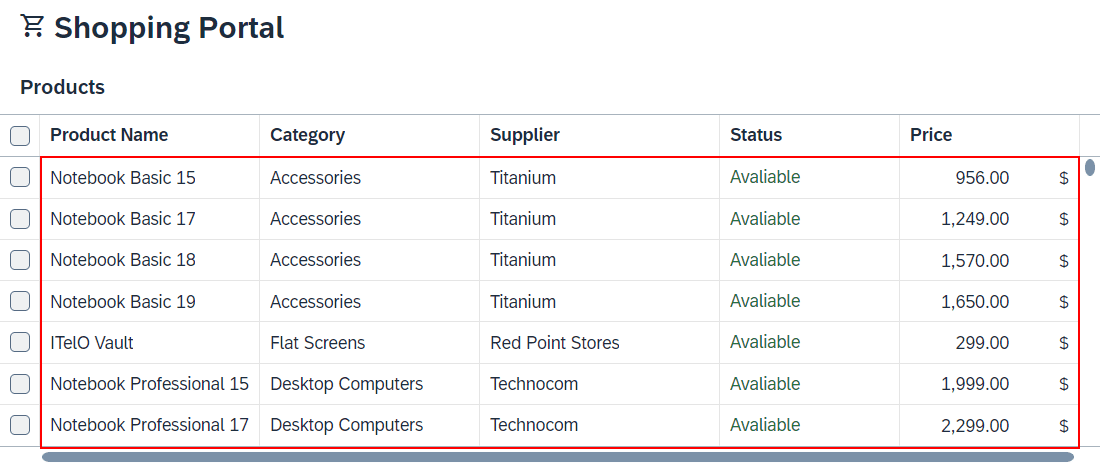 Shopping Portal
Products
Product Name Category Supplier Status Price
Notebook Basic 15 Accessories Titanium Avaliable 956.00 $
Notebook Basic 17 Accessories Titanium Avaliable 1,249.00 $
Notebook Basic 18 Accessories Titanium Avaliable 1,570.00 $
Notebook Basic 19 Accessories Titanium Avaliable 1,650.00 $
ITelO Vault Flat Screens Red Point Stores Avaliable 299.00 $
Notebook Professional 15 Desktop Computers Technocom Avaliable 1,999.00 $
Notebook Professional 17 Desktop Computers Technocom Avaliable 2,299.00 $